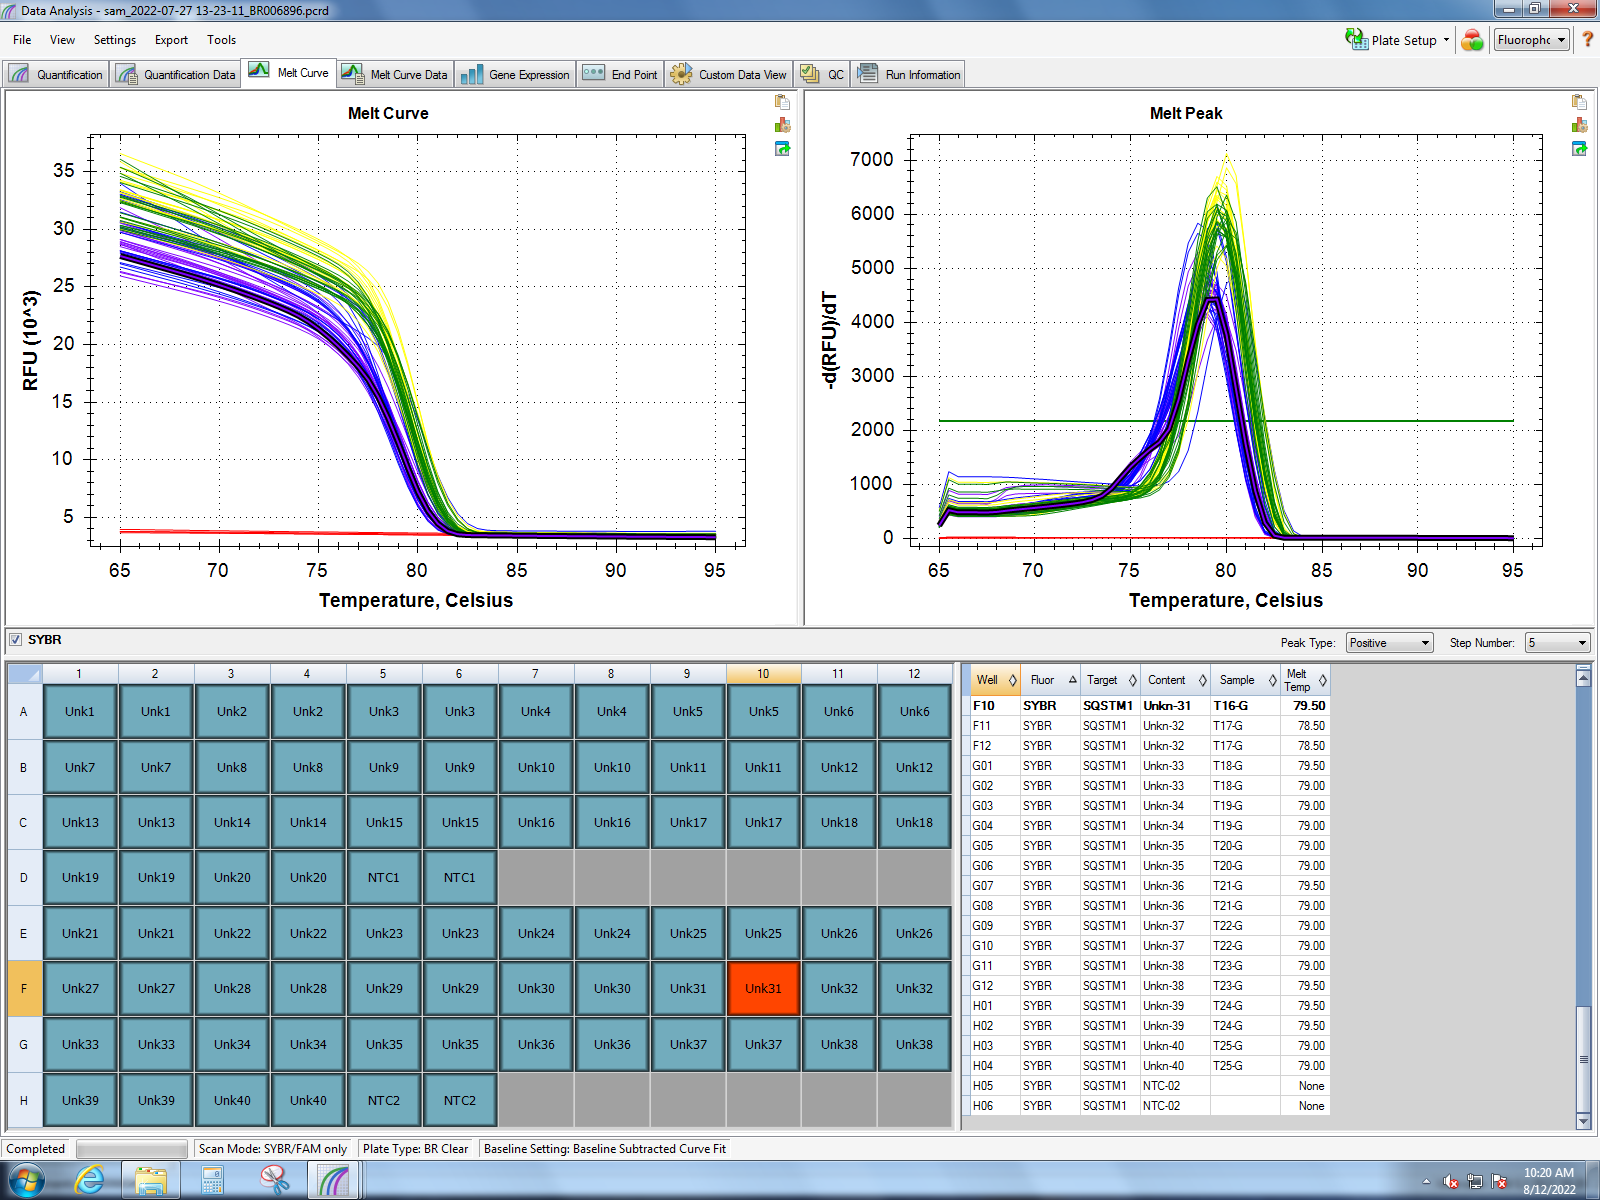 Data Analysis - sam_2022-07-27 13-23-11_BR006896.pcrd
File View Settings Export Tools
Plate Setup Fluoroph ?
Quantification Quantification Data Melt Curve Melt Curve Data Gene Expression End Point Custom Data View QC Run Information
Melt Curve
35
30
25
20
15
10
5
RFU (10^3)
65 70 75 80 85 90 95
Temperature, Celsius
Melt Peak
7000
6000
5000
4000
3000
2000
1000
0
-d(RFU)/dT
65 70 75 80 85 90 95
Temperature, Celsius
SYBR
Peak Type: Positive Step Number: 5
1 2 3 4 5 6 7 8 9 10 11 12
A Unk1 Unk1 Unk2 Unk2 Unk3 Unk3 Unk4 Unk4 Unk5 Unk5 Unk6 Unk6
B Unk7 Unk7 Unk8 Unk8 Unk9 Unk9 Unk10 Unk10 Unk11 Unk11 Unk12 Unk12
C Unk13 Unk13 Unk14 Unk14 Unk15 Unk15 Unk16 Unk16 Unk17 Unk17 Unk18 Unk18
D Unk19 Unk19 Unk20 Unk20 NTC1 NTC1
E Unk21 Unk21 Unk22 Unk22 Unk23 Unk23 Unk24 Unk24 Unk25 Unk25 Unk26 Unk26
F Unk27 Unk27 Unk28 Unk28 Unk29 Unk29 Unk30 Unk30 Unk31 Unk31 Unk32 Unk32
G Unk33 Unk33 Unk34 Unk34 Unk35 Unk35 Unk36 Unk36 Unk37 Unk37 Unk38 Unk38
H Unk39 Unk39 Unk40 Unk40 NTC2 NTC2
Well Fluor Target Content Sample Melt Temp
F10 SYBR SQSTM1 Unkn-31 T16-G 79.50
F11 SYBR SQSTM1 Unkn-32 T17-G 78.50
F12 SYBR SQSTM1 Unkn-32 T17-G 78.50
G01 SYBR SQSTM1 Unkn-33 T18-G 79.50
G02 SYBR SQSTM1 Unkn-33 T18-G 79.00
G03 SYBR SQSTM1 Unkn-34 T19-G 79.00
G04 SYBR SQSTM1 Unkn-34 T19-G 79.00
G05 SYBR SQSTM1 Unkn-35 T20-G 79.00
G06 SYBR SQSTM1 Unkn-35 T20-G 79.00
G07 SYBR SQSTM1 Unkn-36 T21-G 79.50
G08 SYBR SQSTM1 Unkn-36 T21-G 79.00
G09 SYBR SQSTM1 Unkn-37 T22-G 79.00
G10 SYBR SQSTM1 Unkn-37 T22-G 79.00
G11 SYBR SQSTM1 Unkn-38 T23-G 79.00
G12 SYBR SQSTM1 Unkn-38 T23-G 79.50
H01 SYBR SQSTM1 Unkn-39 T24-G 79.50
H02 SYBR SQSTM1 Unkn-39 T24-G 79.50
H03 SYBR SQSTM1 Unkn-40 T25-G 79.00
H04 SYBR SQSTM1 Unkn-40 T25-G 79.00
H05 SYBR SQSTM1 NTC-02 None
H06 SYBR SQSTM1 NTC-02 None
Completed Scan Mode: SYBR/FAM only Plate Type: BR Clear Baseline Setting: Baseline Subtracted Curve Fit
10:20 AM
8/12/2022